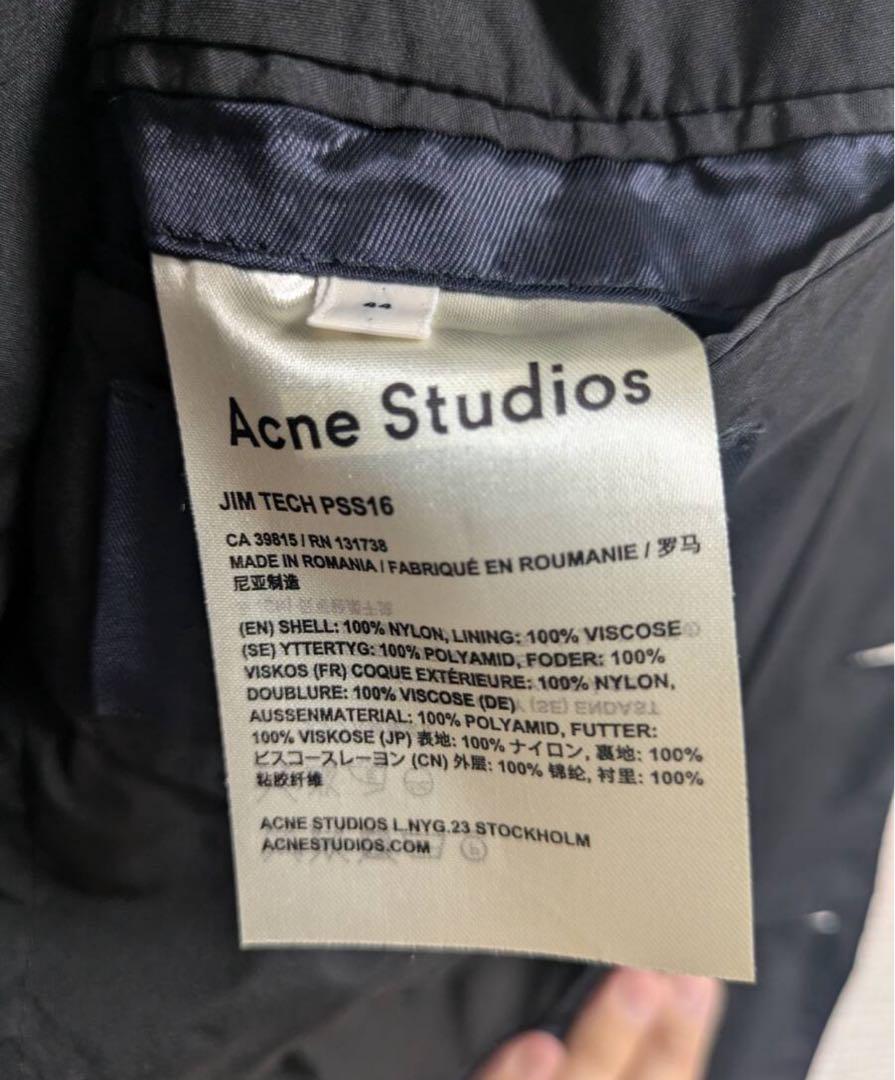 44
Acne Studios
JIM TECH PSS16
CA 39815 / RN 131738
MADE IN ROMANIA / FABRIQUÉ EN ROUMANIE / 罗马
尼亚制造
(EN) SHELL: 100% NYLON, LINING: 100% VISCOSE
(SE) YTTERTYG: 100% POLYAMID, FODER: 100%
VISKOS (FR) COQUE EXTÉRIEURE: 100% NYLON,
DOUBLURE: 100% VISCOSE (DE)
AUSSENMATERIAL: 100% POLYAMID, FUTTER:
100% VISKOSE (JP) 表地: 100% ナイロン, 裏地: 100%
ビスコースレーヨン (CN) 外层: 100% 锦纶, 衬里: 100%
粘胶纤维
ACNE STUDIOS L.NYG.23 STOCKHOLM
ACNESTUDIOS.COM